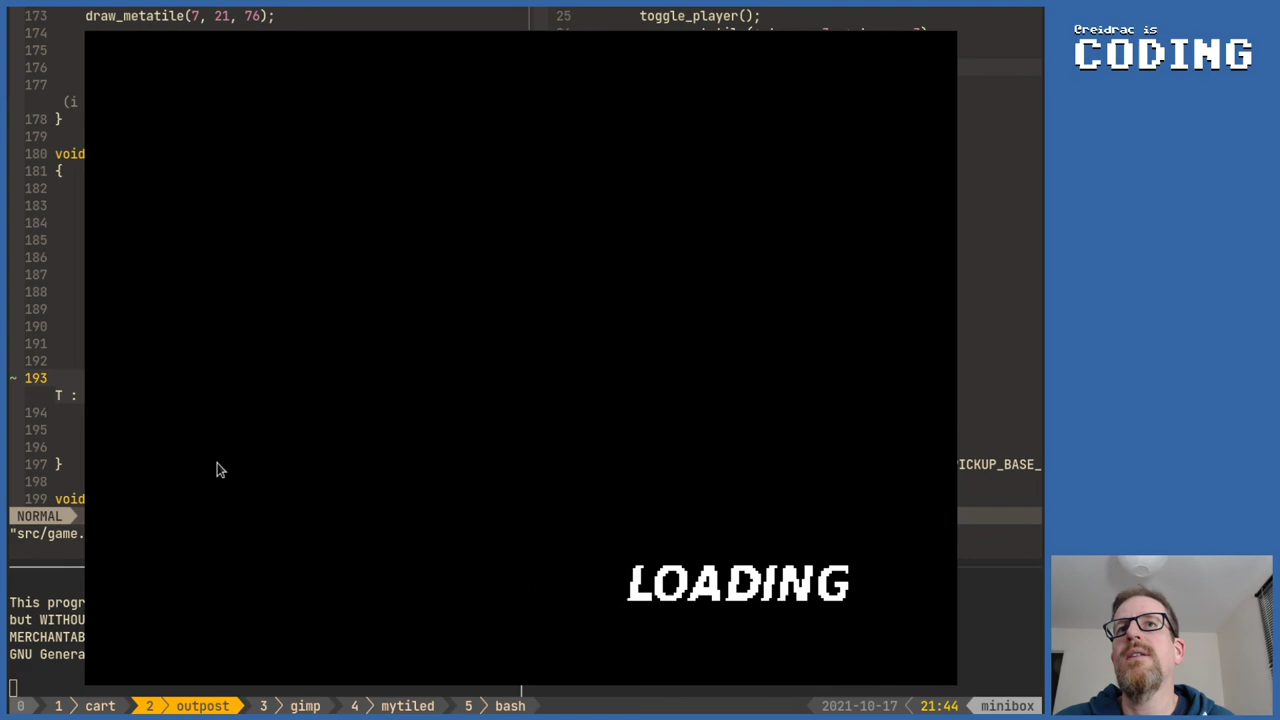 173 draw_metatile(7, 21, 76);
174
175
176
177
(i
178 }
179
180 void
181 {
182
183
184
185
186
187
188
189
190
191
192
~ 193
T :
194
195
196
197 }
198
199 void
NORMAL
"src/game.
25 toggle_player();
PICKUP_BASE_
LOADING
This progr
but WITHOU
MERCHANTAB
GNU Genera
0 1 cart 2 outpost 3 gimp 4 mytiled 5 bash 2021-10-17 21:44 minibox
@reidrac is
CODING